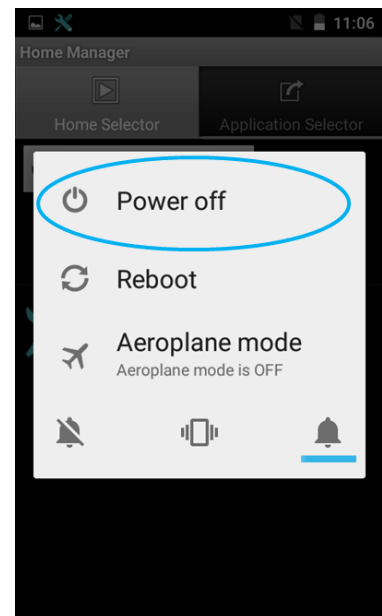 11:06
Home Manager
Home Selector
Application Selector
Power off
Reboot
Aeroplane mode
Aeroplane mode is OFF